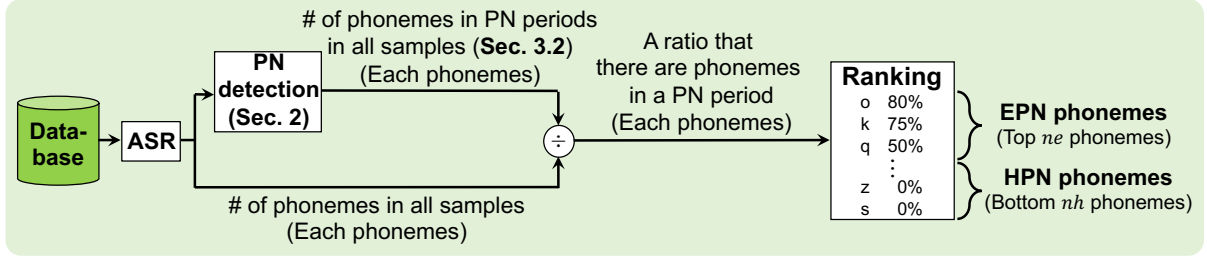 Data-
base
ASR
PN
detection
(Sec. 2)
# of phonemes in PN periods
in all samples (Sec. 3.2)
(Each phonemes)
# of phonemes in all samples
(Each phonemes)
÷
A ratio that
there are phonemes
in a PN period
(Each phonemes)
Ranking
o 80%
k 75%
q 50%
⋮
z 0%
s 0%
EPN phonemes
(Top ne phonemes)
HPN phonemes
(Bottom nh phonemes)